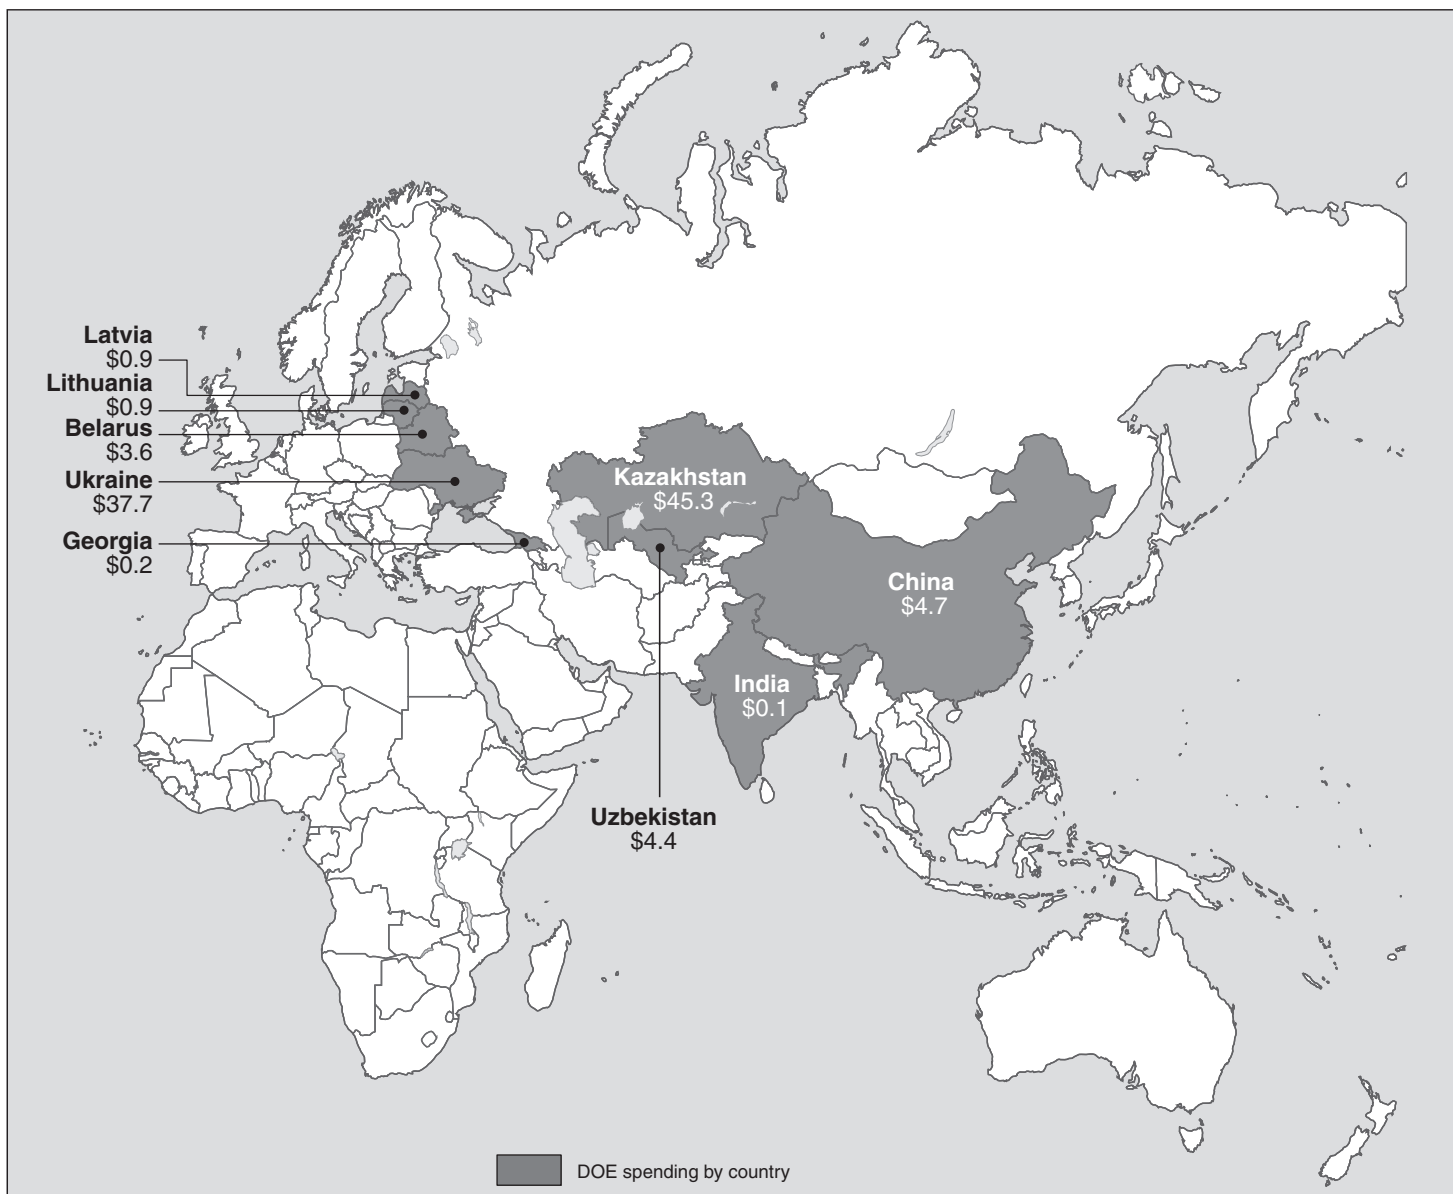 Latvia
$0.9
Lithuania
$0.9
Belarus
$3.6
Ukraine
$37.7
Georgia
$0.2
Kazakhstan
$45.3
China
$4.7
India
$0.1
Uzbekistan
$4.4
DOE spending by country